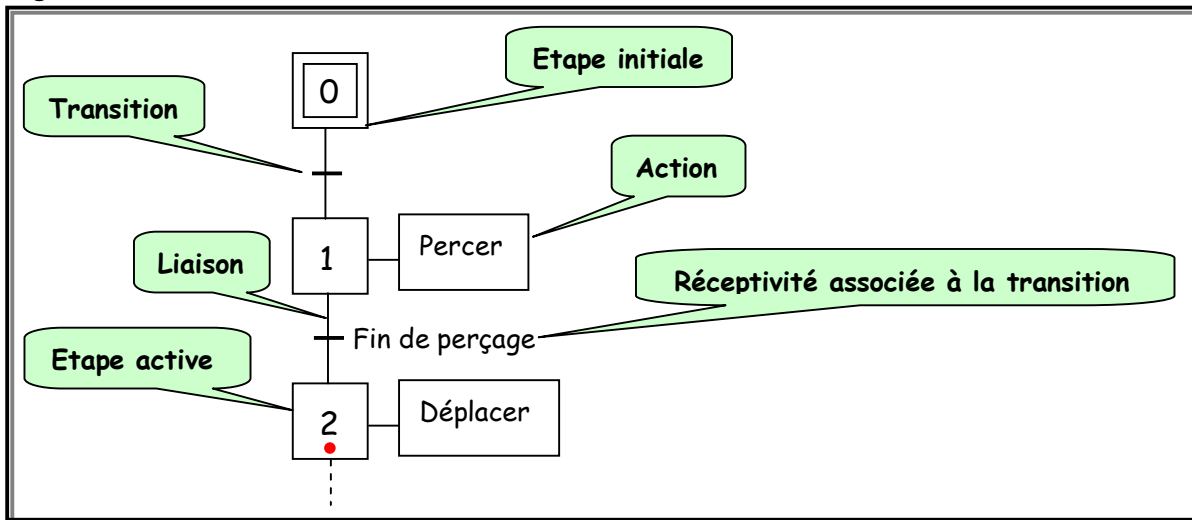 Etape initiale
0
Transition
Action
1
Percer
Liaison
Réceptivité associée à la transition
Fin de perçage
Etape active
2
Déplacer